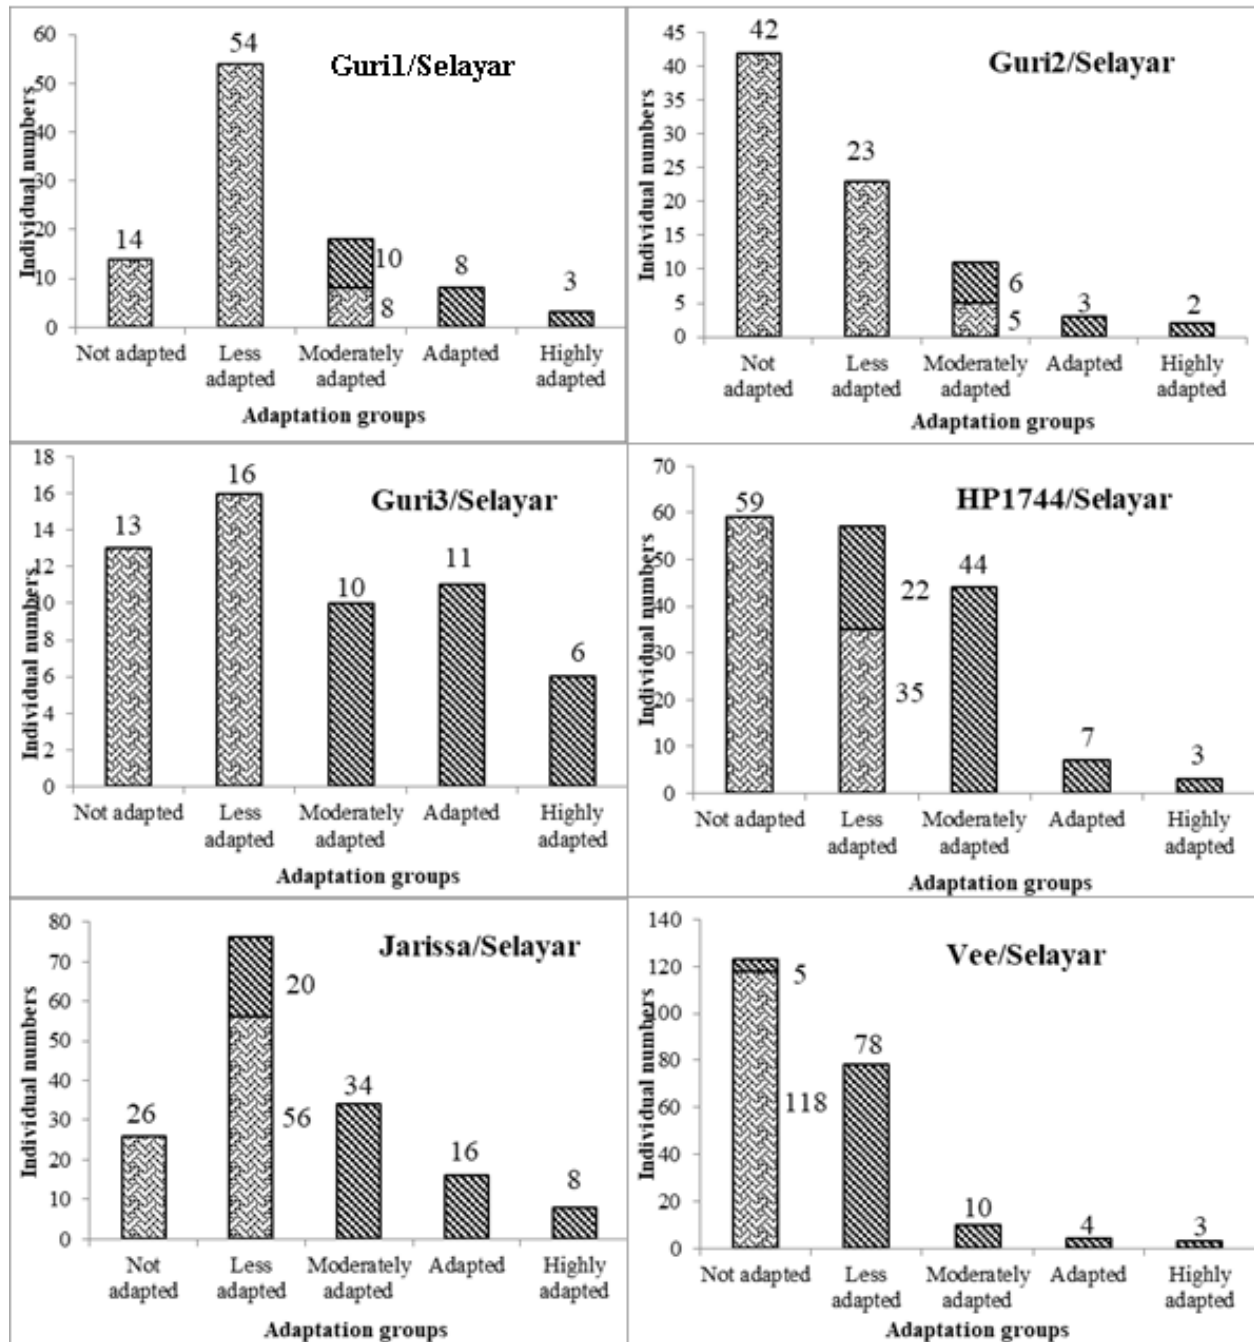 Guri1/Selayar
Individual numbers
60
50
40
30
20
10
0
14
54
10
8
8
3
Not adapted
Less adapted
Moderately adapted
Adapted
Highly adapted
Adaptation groups
Guri2/Selayar
Individual numbers
45
40
35
30
25
20
15
10
5
0
42
23
6
5
3
2
Not adapted
Less adapted
Moderately adapted
Adapted
Highly adapted
Adaptation groups
Guri3/Selayar
Individual numbers
18
16
14
12
10
8
6
4
2
0
13
16
10
11
6
Not adapted
Less adapted
Moderately adapted
Adapted
Highly adapted
Adaptation groups
HP1744/Selayar
Individual numbers
70
60
50
40
30
20
10
0
59
22
35
44
7
3
Not adapted
Less adapted
Moderately adapted
Adapted
Highly adapted
Adaptation groups
Jarissa/Selayar
Individual numbers
80
70
60
50
40
30
20
10
0
26
20
56
34
16
8
Not adapted
Less adapted
Moderately adapted
Adapted
Highly adapted
Adaptation groups
Vee/Selayar
Individual numbers
140
120
100
80
60
40
20
0
5
118
78
10
4
3
Not adapted
Less adapted
Moderately adapted
Adapted
Highly adapted
Adaptation groups